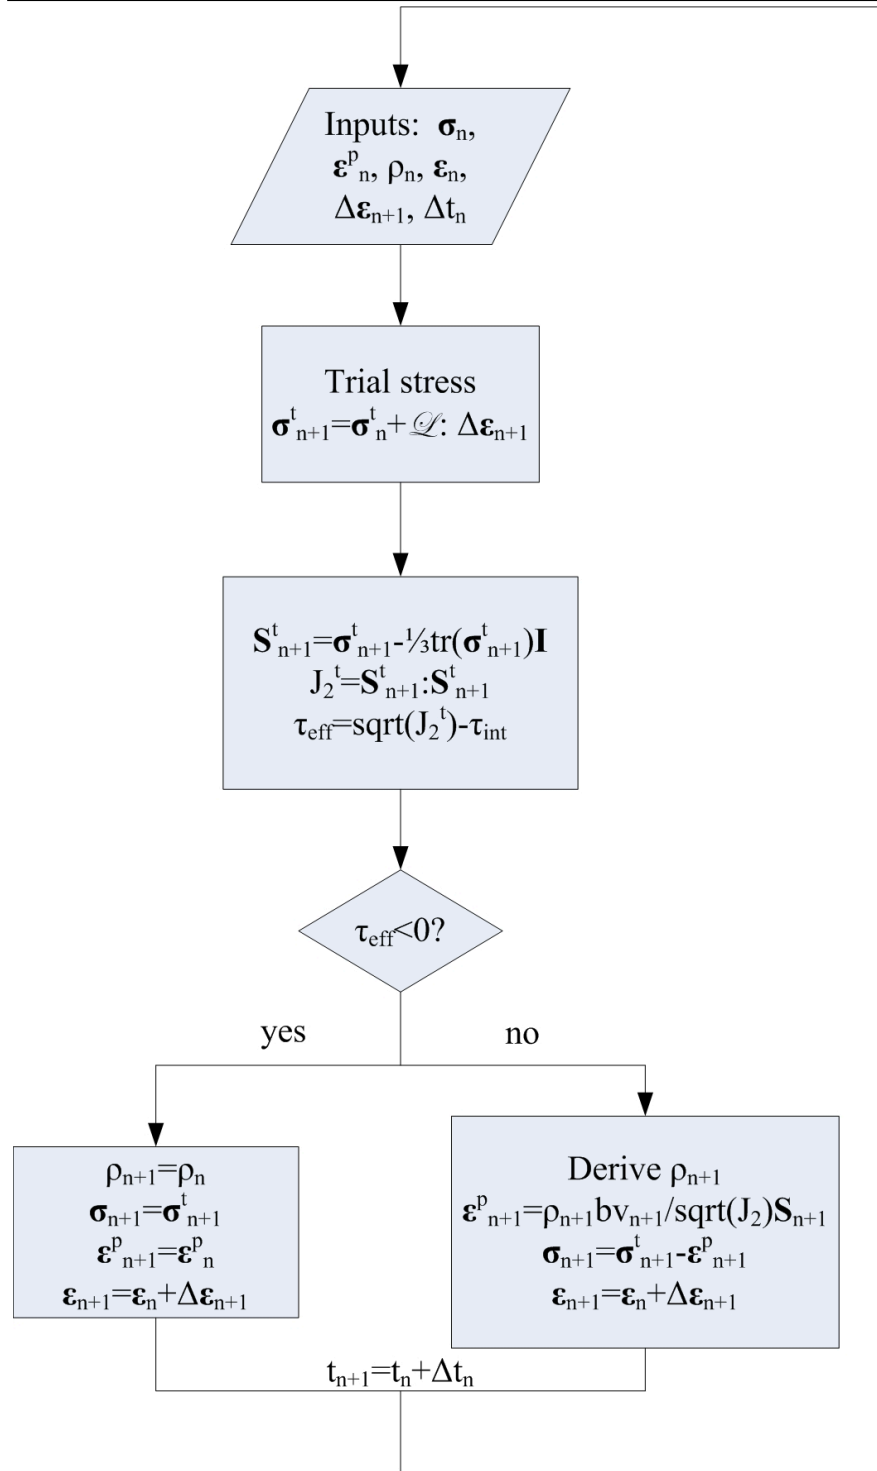 Inputs: σₙ,
εᵖₙ, ρₙ, εₙ,
Δεₙ₊₁, Δtₙ
Trial stress
σᵗₙ₊₁=σᵗₙ+𝒬: Δεₙ₊₁
Sᵗₙ₊₁=σᵗₙ₊₁-⅓tr(σᵗₙ₊₁)I
J₂ᵗ=Sᵗₙ₊₁:Sᵗₙ₊₁
τeff=sqrt(J₂ᵗ)-τint
τeff<0?
yes
no
ρₙ₊₁=ρₙ
σₙ₊₁=σᵗₙ₊₁
εᵖₙ₊₁=εᵖₙ
εₙ₊₁=εₙ+Δεₙ₊₁
Derive ρₙ₊₁
εᵖₙ₊₁=ρₙ₊₁bvₙ₊₁/sqrt(J₂)Sₙ₊₁
σₙ₊₁=σᵗₙ₊₁-εᵖₙ₊₁
εₙ₊₁=εₙ+Δεₙ₊₁
tₙ₊₁=tₙ+Δtₙ